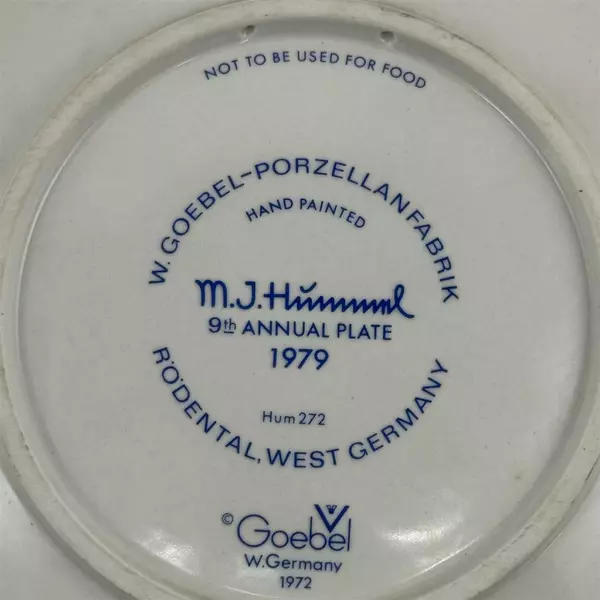 NOT TO BE USED FOR FOOD
W. GOEBEL-PORZELLANFABRIK
HAND PAINTED
M.J.Hummel
9th ANNUAL PLATE
1979
Hum 272
RÖDENTAL, WEST GERMANY
© Goebel
W.Germany
1972